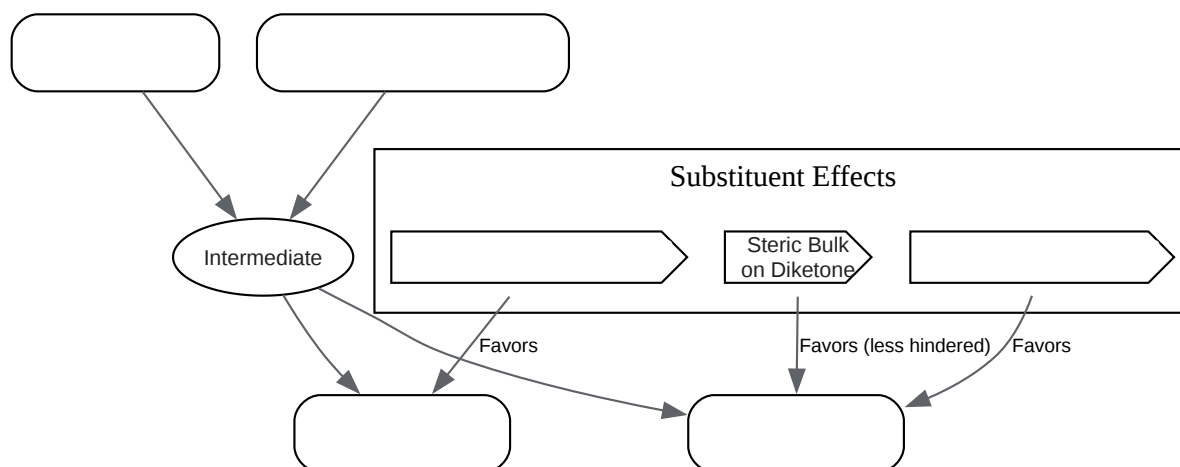 Substituent Effects
Intermediate
Steric Bulk
on Diketone
Favors
Favors (less hindered)
Favors